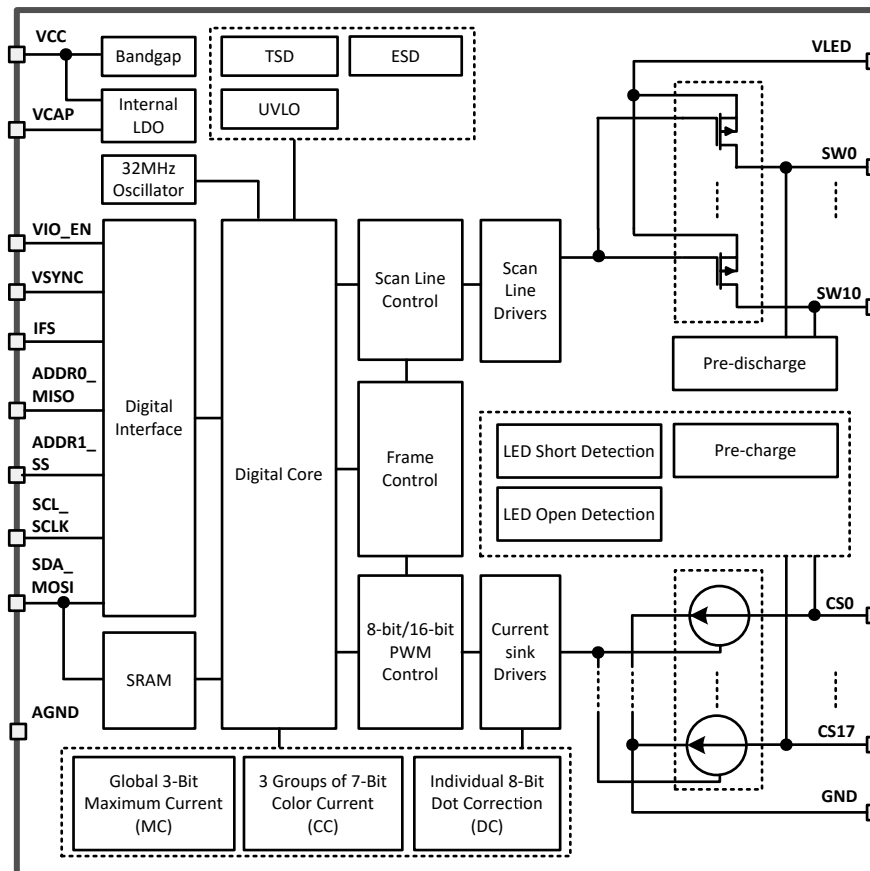 VCC
Bandgap
TSD
ESD
VLED
VCAP
Internal
LDO
UVLO
32MHz
Oscillator
SW0
VIO_EN
VSYNC
IFS
ADDR0_
MISO
ADDR1_
SS
SCL_
SCLK
SDA_
MOSI
AGND
Digital
Interface
SRAM
Digital Core
Scan Line
Control
Scan
Line
Drivers
SW10
Pre-discharge
Frame
Control
LED Short Detection
Pre-charge
LED Open Detection
8-bit/16-bit
PWM
Control
Current
sink
Drivers
CS0
CS17
GND
Global 3-Bit
Maximum Current
(MC)
3 Groups of 7-Bit
Color Current
(CC)
Individual 8-Bit
Dot Correction
(DC)